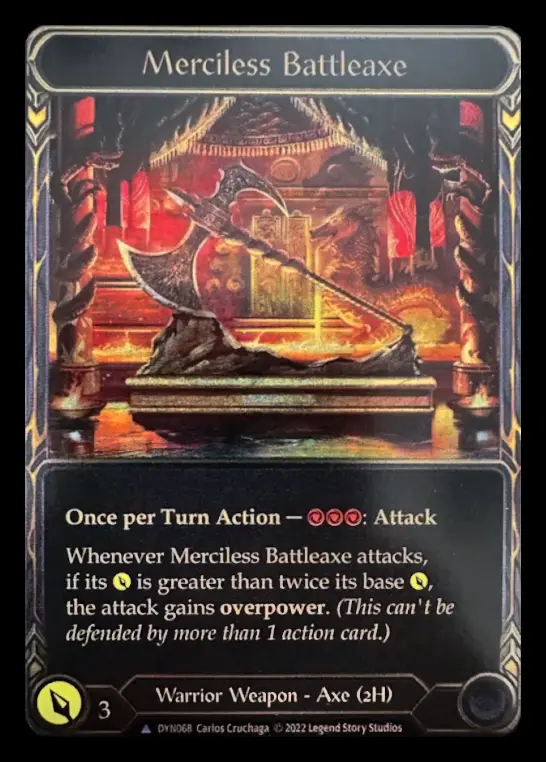 Merciless Battleaxe
Once per Turn Action — : Attack
Whenever Merciless Battleaxe attacks,
if its is greater than twice its base ,
the attack gains overpower. (This can't be
defended by more than 1 action card.)
3
Warrior Weapon - Axe (2H)
DYN068 Carlos Cruchaga © 2022 Legend Story Studios